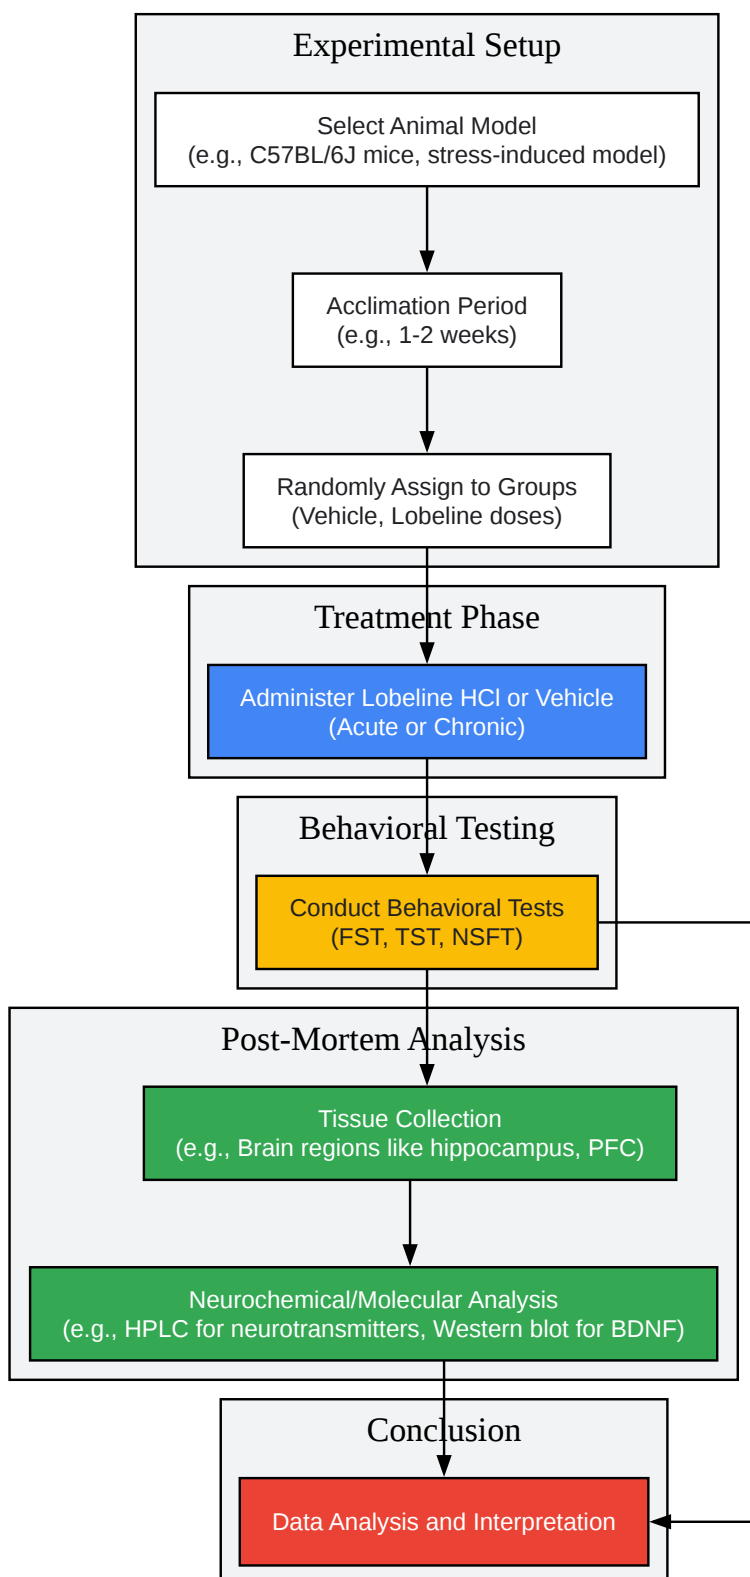 Experimental Setup
Select Animal Model
(e.g., C57BL/6J mice, stress-induced model)
Acclimation Period
(e.g., 1-2 weeks)
Randomly Assign to Groups
(Vehicle, Lobeline doses)
Treatment Phase
Administer Lobeline HCl or Vehicle
(Acute or Chronic)
Behavioral Testing
Conduct Behavioral Tests
(FST, TST, NSFT)
Post-Mortem Analysis
Tissue Collection
(e.g., Brain regions like hippocampus, PFC)
Neurochemical/Molecular Analysis
(e.g., HPLC for neurotransmitters, Western blot for BDNF)
Conclusion
Data Analysis and Interpretation